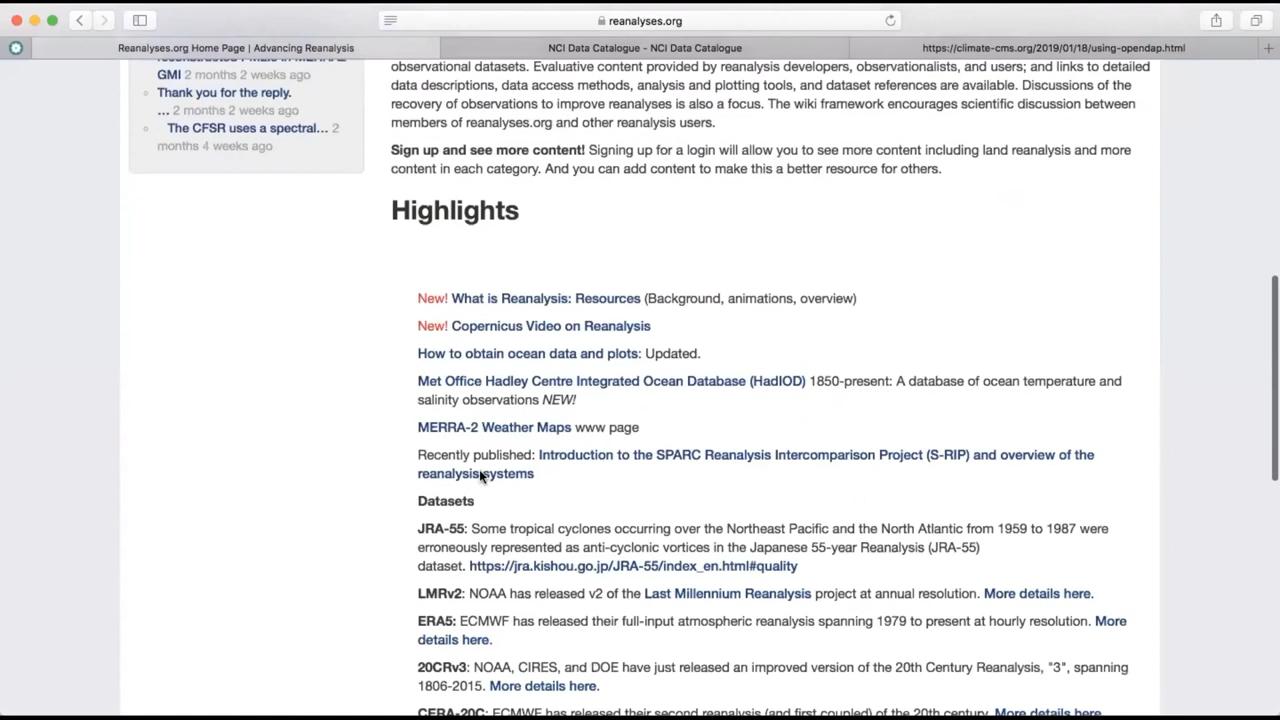 reanalyses.org
Reanalyses.org Home Page | Advancing Reanalysis
NCI Data Catalogue - NCI Data Catalogue
https://climate-cms.org/2019/01/18/using-opendap.html
GMI 2 months 2 weeks ago
Thank you for the reply.
… 2 months 2 weeks ago
The CFSR uses a spectral… 2
months 4 weeks ago
observational datasets. Evaluative content provided by reanalysis developers, observationalists, and users; and links to detailed
data descriptions, data access methods, analysis and plotting tools, and dataset references are available. Discussions of the
recovery of observations to improve reanalyses is also a focus. The wiki framework encourages scientific discussion between
members of reanalyses.org and other reanalysis users.
Sign up and see more content! Signing up for a login will allow you to see more content including land reanalysis and more
content in each category. And you can add content to make this a better resource for others.
Highlights
New! What is Reanalysis: Resources (Background, animations, overview)
New! Copernicus Video on Reanalysis
How to obtain ocean data and plots: Updated.
Met Office Hadley Centre Integrated Ocean Database (HadIOD) 1850-present: A database of ocean temperature and
salinity observations NEW!
MERRA-2 Weather Maps www page
Recently published: Introduction to the SPARC Reanalysis Intercomparison Project (S-RIP) and overview of the
reanalysis systems
Datasets
JRA-55: Some tropical cyclones occurring over the Northeast Pacific and the North Atlantic from 1959 to 1987 were
erroneously represented as anti-cyclonic vortices in the Japanese 55-year Reanalysis (JRA-55)
dataset. https://jra.kishou.go.jp/JRA-55/index_en.html#quality
LMRv2: NOAA has released v2 of the Last Millennium Reanalysis project at annual resolution. More details here.
ERA5: ECMWF has released their full-input atmospheric reanalysis spanning 1979 to present at hourly resolution. More
details here.
20CRv3: NOAA, CIRES, and DOE have just released an improved version of the 20th Century Reanalysis, "3", spanning
1806-2015. More details here.
CERA-20C: ECMWF has released their second reanalysis (and first coupled) of the 20th century. More details here.